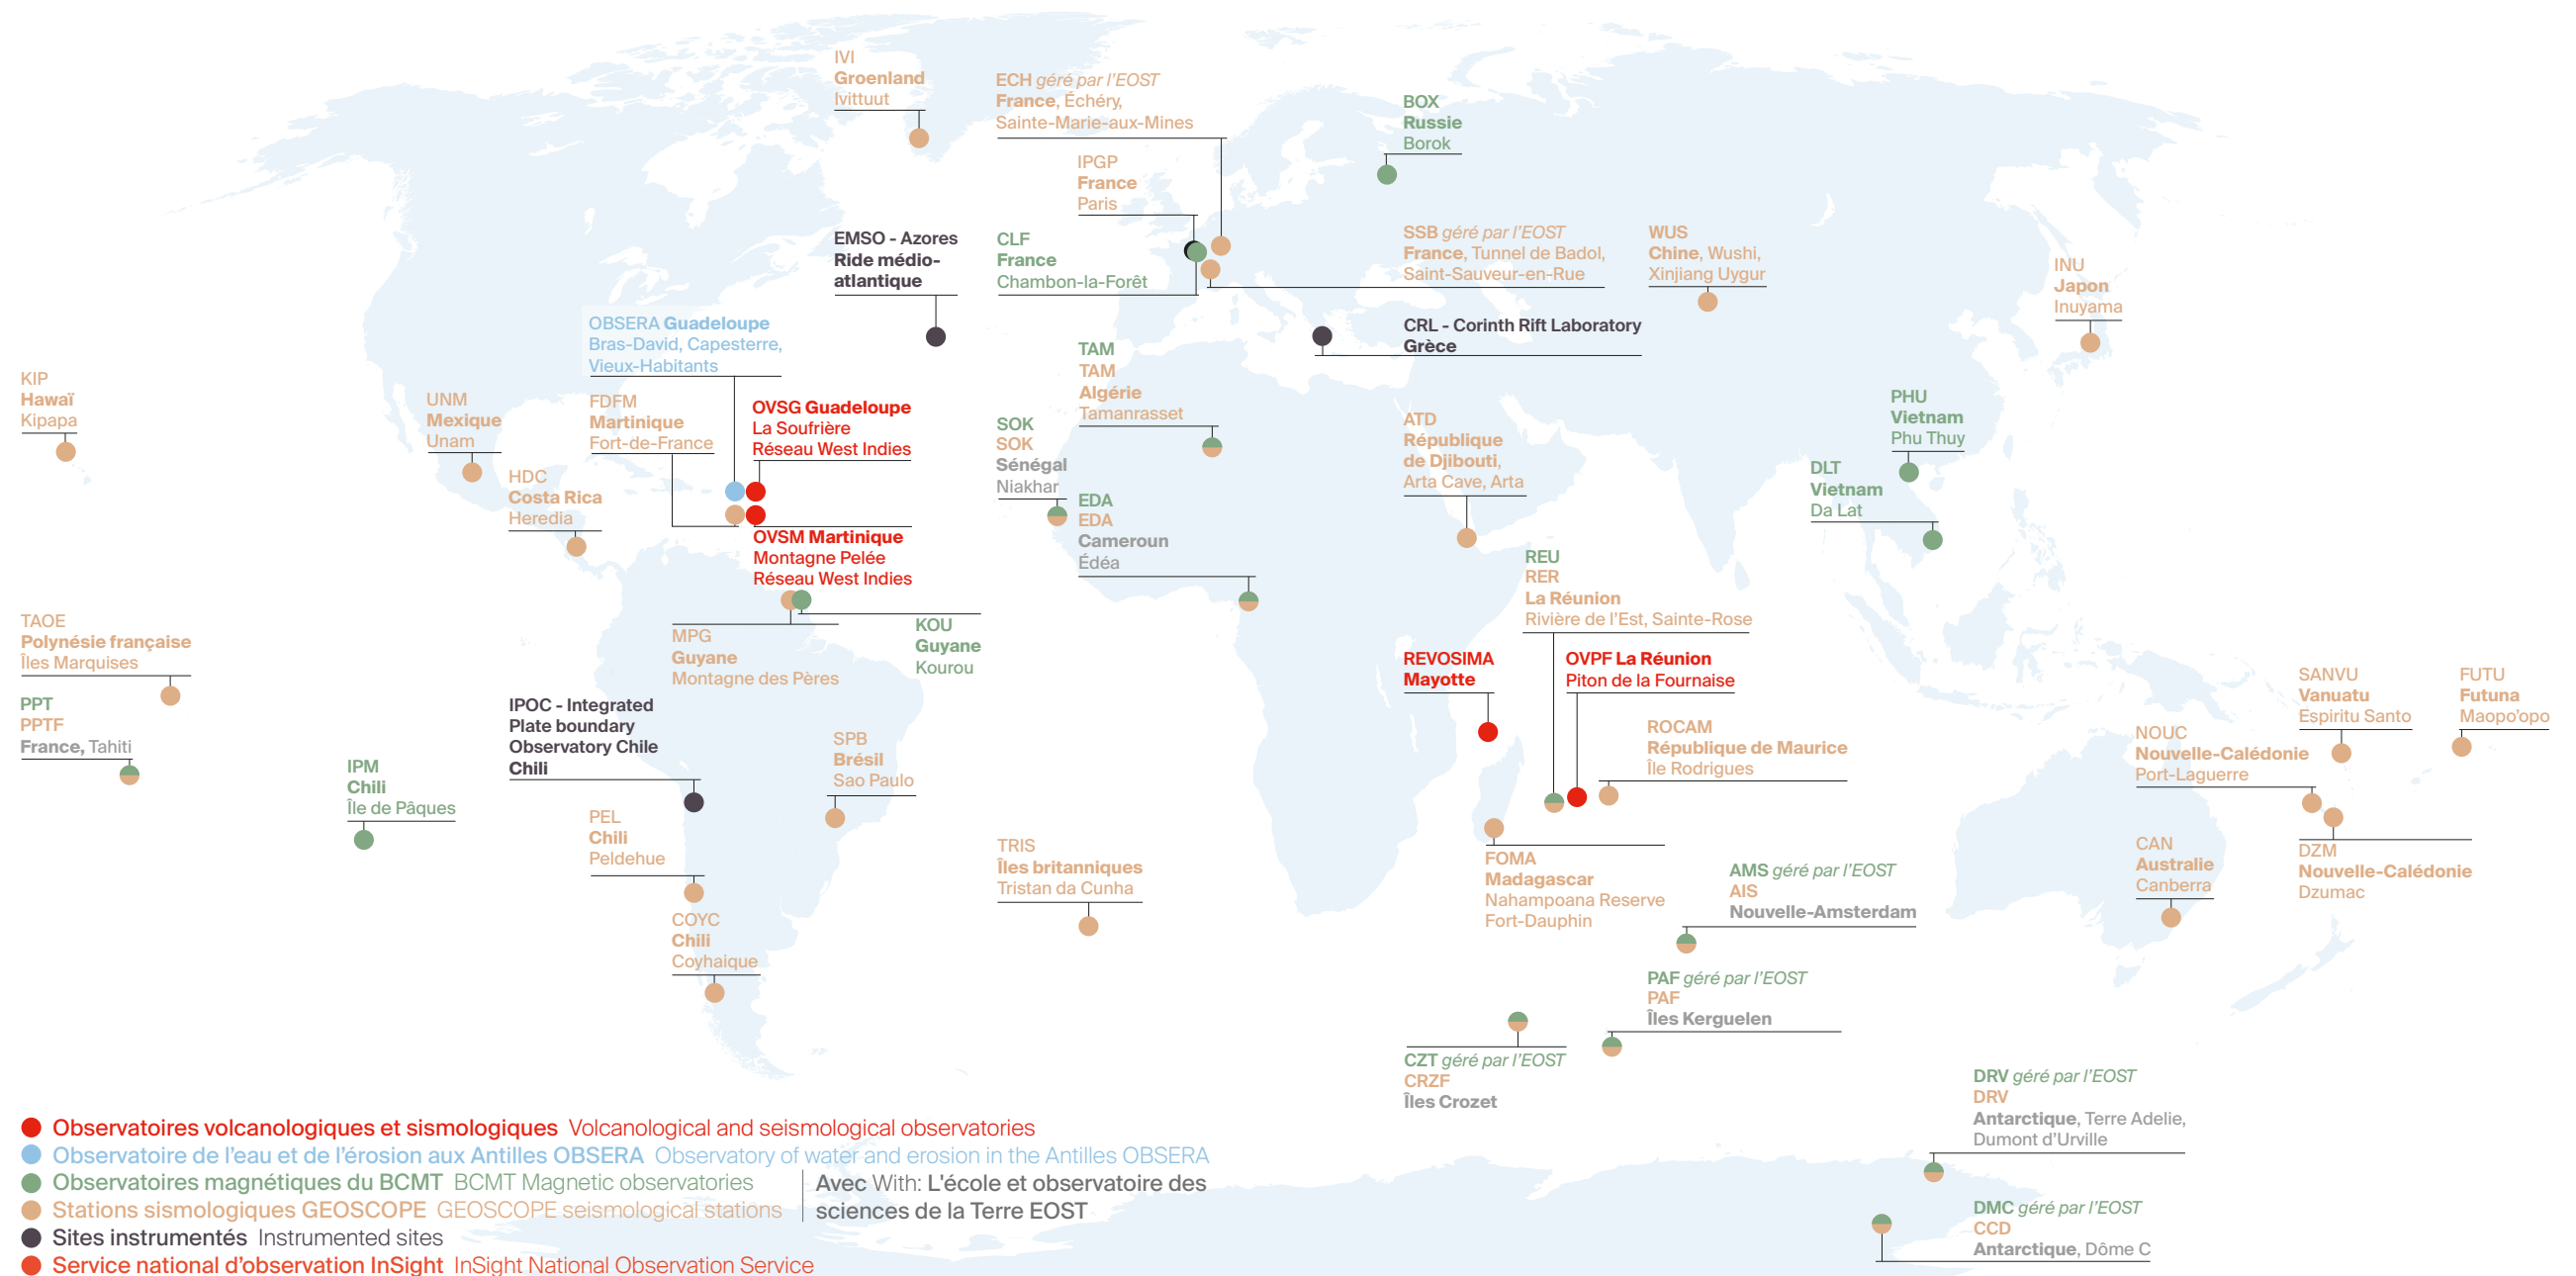 IVI
Groenland
Ivittuut
ECH géré par l'EOST
France, Échéry,
Sainte-Marie-aux-Mines
BOX
Russie
Borok
IPGP
France
Paris
EMSO - Azores
Ride médio-
atlantique
CLF
France
Chambon-la-Forêt
SSB géré par l'EOST
France, Tunnel de Badol,
Saint-Sauveur-en-Rue
WUS
Chine, Wushi,
Xinjiang Uygur
INU
Japon
Inuyama
OBSERA Guadeloupe
Bras-David, Capesterre,
Vieux-Habitants
CRL - Corinth Rift Laboratory
Grèce
KIP
Hawaï
Kipapa
UNM
Mexique
Unam
FDFM
Martinique
Fort-de-France
OVSG Guadeloupe
La Soufrière
Réseau West Indies
TAM
TAM
Algérie
Tamanrasset
SOK
SOK
Sénégal
Niakhar
ATD
République
de Djibouti,
Arta Cave, Arta
PHU
Vietnam
Phu Thuy
DLT
Vietnam
Da Lat
HDC
Costa Rica
Heredia
OVSM Martinique
Montagne Pelée
Réseau West Indies
EDA
EDA
Cameroun
Édéa
REU
RER
La Réunion
Rivière de l'Est, Sainte-Rose
TAOE
Polynésie française
Îles Marquises
MPG
Guyane
Montagne des Pères
KOU
Guyane
Kourou
REVOSIMA
Mayotte
OVPF La Réunion
Piton de la Fournaise
SANVU
Vanuatu
Espiritu Santo
FUTU
Futuna
Maopo'opo
PPT
PPTF
France, Tahiti
IPOC - Integrated
Plate boundary
Observatory Chile
Chili
SPB
Brésil
Sao Paulo
ROCAM
République de Maurice
Île Rodrigues
NOUC
Nouvelle-Calédonie
Port-Laguerre
IPM
Chili
Île de Pâques
PEL
Chili
Peldehue
TRIS
Îles britanniques
Tristan da Cunha
FOMA
Madagascar
Nahampoana Reserve
Fort-Dauphin
AMS géré par l'EOST
AIS
Nouvelle-Amsterdam
CAN
Australie
Canberra
DZM
Nouvelle-Calédonie
Dzumac
COYC
Chili
Coyhaique
PAF géré par l'EOST
PAF
Îles Kerguelen
CZT géré par l'EOST
CRZF
Îles Crozet
DRV géré par l'EOST
DRV
Antarctique, Terre Adelie,
Dumont d'Urville
DMC géré par l'EOST
CCD
Antarctique, Dôme C
Observatoires volcanologiques et sismologiques Volcanological and seismological observatories
Observatoire de l'eau et de l'érosion aux Antilles OBSERA Observatory of water and erosion in the Antilles OBSERA
Observatoires magnétiques du BCMT BCMT Magnetic observatories
Stations sismologiques GEOSCOPE GEOSCOPE seismological stations
Avec With: L'école et observatoire des
sciences de la Terre EOST
Sites instrumentés Instrumented sites
Service national d'observation InSight InSight National Observation Service